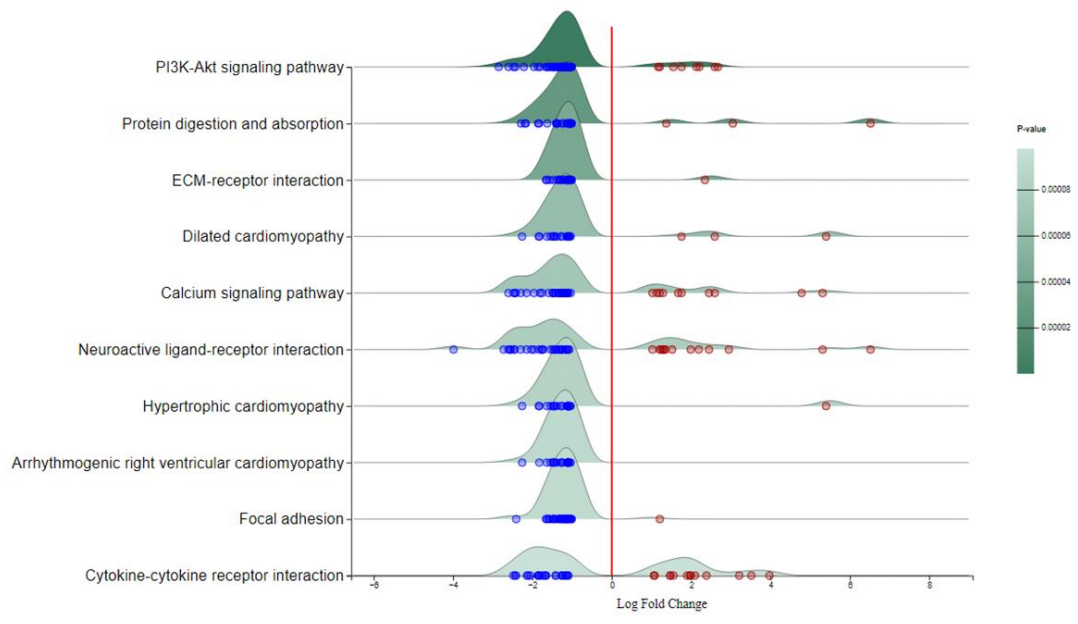 PI3K-Akt signaling pathway
Protein digestion and absorption
ECM-receptor interaction
Dilated cardiomyopathy
Calcium signaling pathway
Neuroactive ligand-receptor interaction
Hypertrophic cardiomyopathy
Arrhythmogenic right ventricular cardiomyopathy
Focal adhesion
Cytokine-cytokine receptor interaction
-6 -4 -2 0 2 4 6 8
Log Fold Change
P-value
0.00008
0.00006
0.00004
0.00002